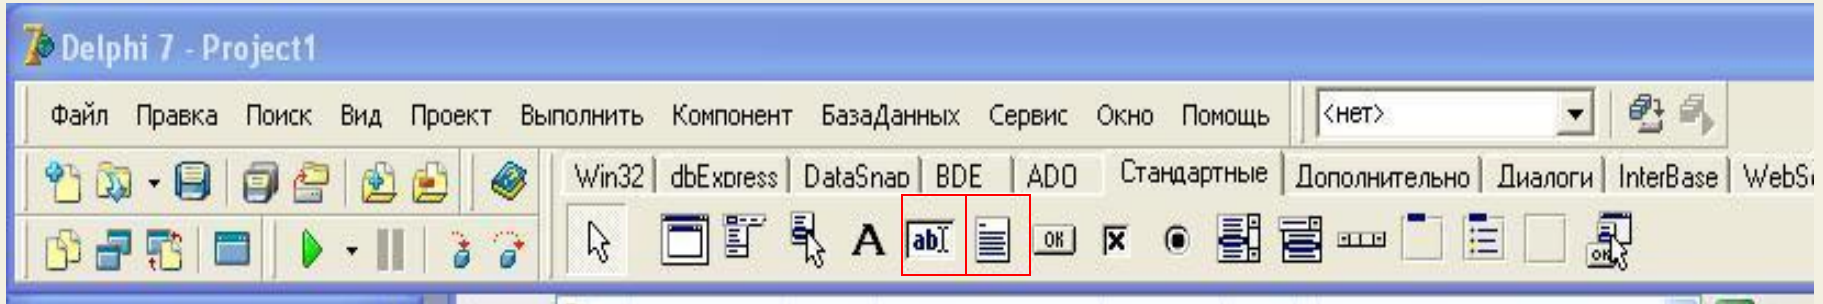 Delphi 7 - Project1
Файл Правка Поиск Вид Проект Выполнить Компонент БазаДанных Сервис Окно Помощь <нет>
Win32 dbExpress DataSnap BDE ADO Стандартные Дополнительно Диалоги InterBase
A ab OK
OK